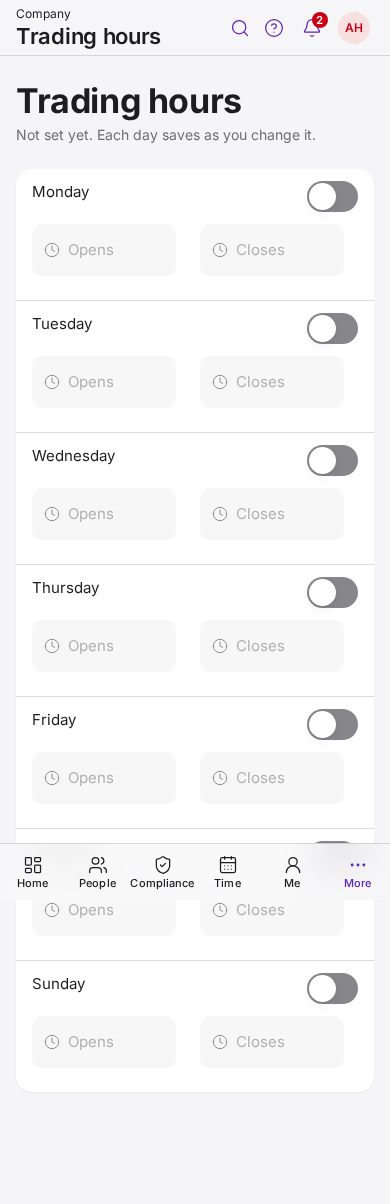 Company
Trading hours
2
AH
Trading hours
Not set yet. Each day saves as you change it.
Monday
Opens
Closes
Tuesday
Opens
Closes
Wednesday
Opens
Closes
Thursday
Opens
Closes
Friday
Opens
Closes
Home
People
Compliance
Time
Me
More
Opens
Closes
Sunday
Opens
Closes